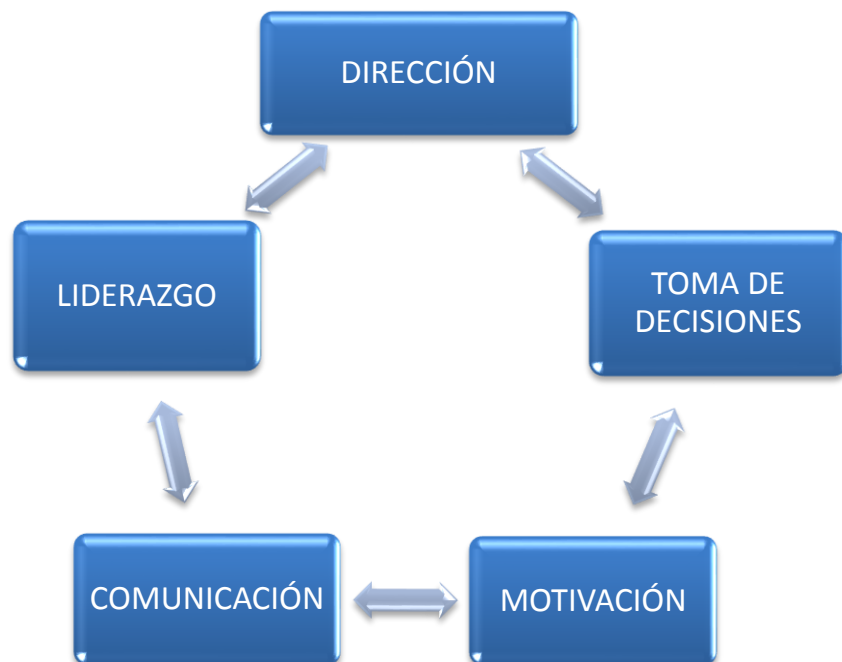 DIRECCIÓN
LIDERAZGO
TOMA DE
DECISIONES
COMUNICACIÓN
MOTIVACIÓN